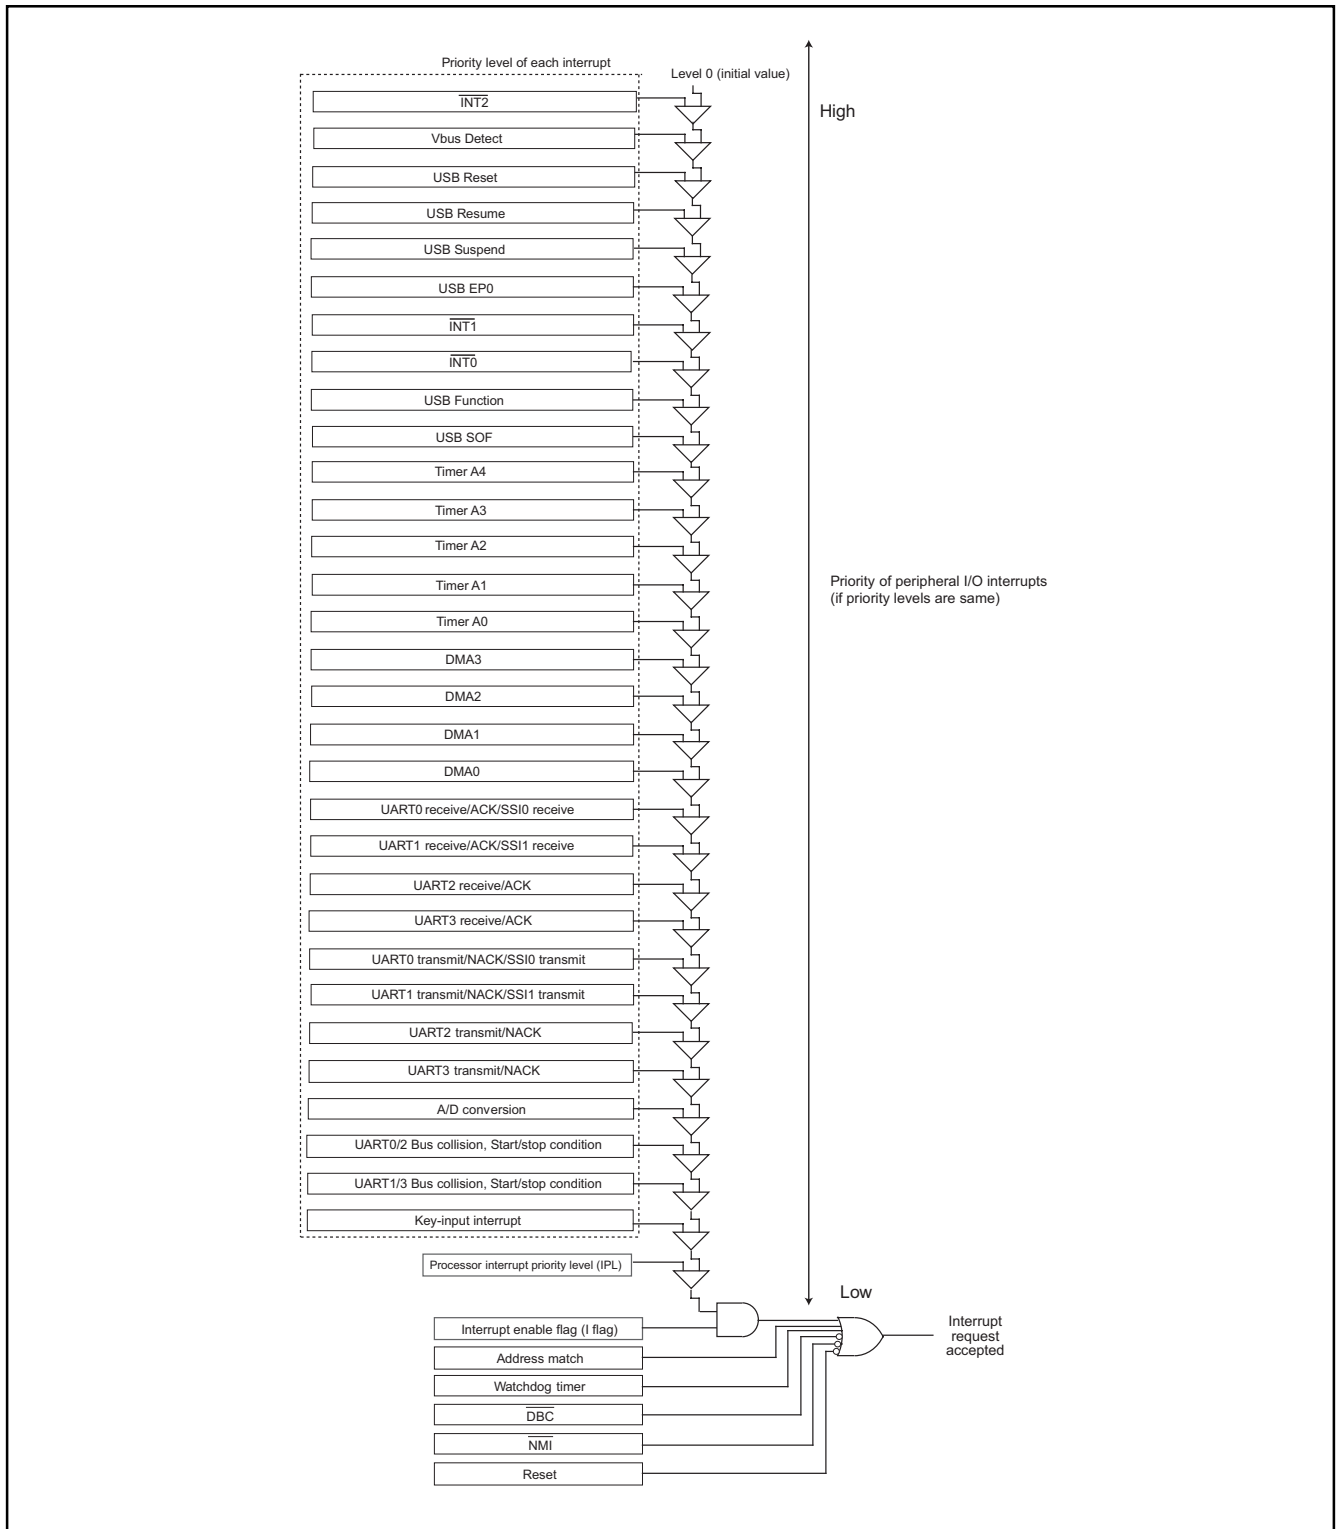 Priority level of each interrupt
Level 0 (initial value)
High
INT2
Vbus Detect
USB Reset
USB Resume
USB Suspend
USB EP0
INT1
INT0
USB Function
USB SOF
Timer A4
Timer A3
Timer A2
Timer A1
Timer A0
Priority of peripheral I/O interrupts
(if priority levels are same)
DMA3
DMA2
DMA1
DMA0
UART0 receive/ACK/SSI0 receive
UART1 receive/ACK/SSI1 receive
UART2 receive/ACK
UART3 receive/ACK
UART0 transmit/NACK/SSI0 transmit
UART1 transmit/NACK/SSI1 transmit
UART2 transmit/NACK
UART3 transmit/NACK
A/D conversion
UART0/2 Bus collision, Start/stop condition
UART1/3 Bus collision, Start/stop condition
Key-input interrupt
Processor interrupt priority level (IPL)
Low
Interrupt enable flag (I flag)
Address match
Watchdog timer
DBC
NMI
Reset
Interrupt
request
accepted